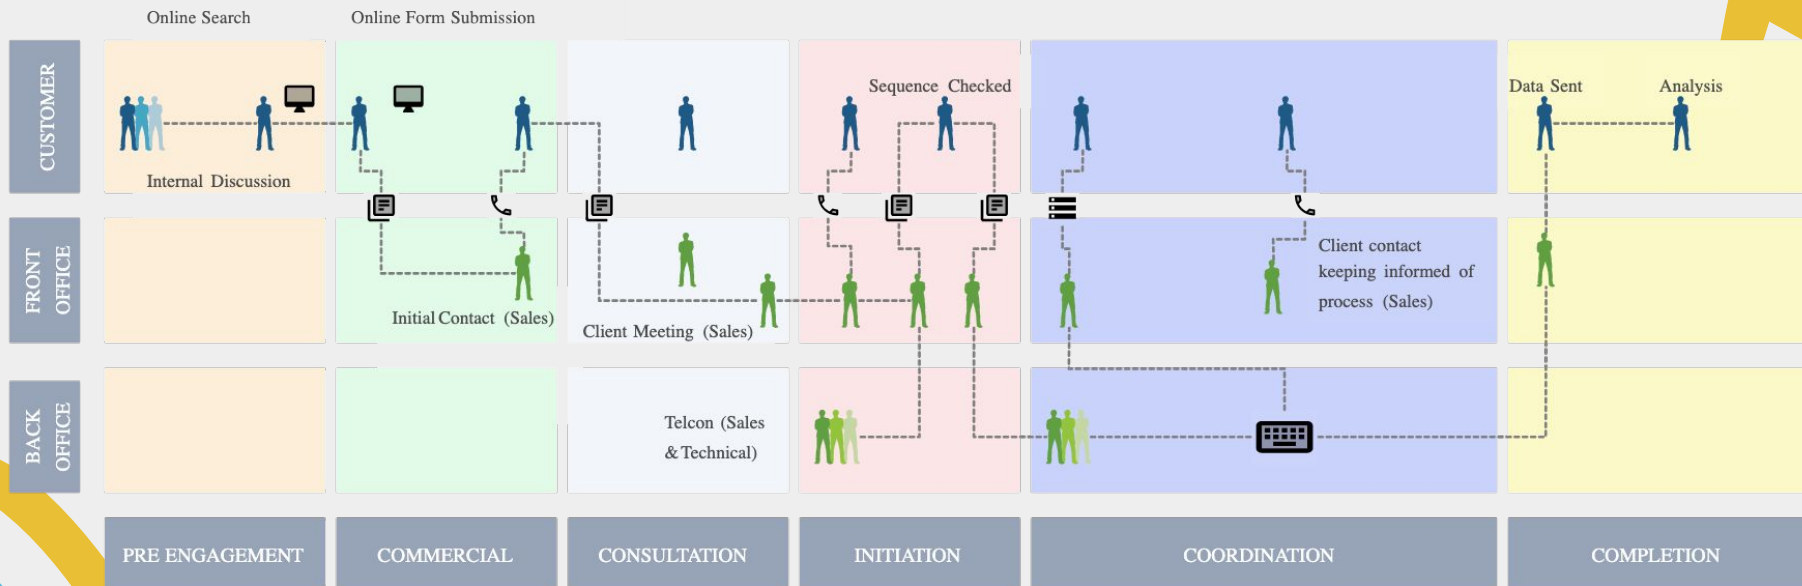 Online Search
Online Form Submission
CUSTOMER
Internal Discussion
Sequence Checked
Data Sent
Analysis
FRONT
OFFICE
Initial Contact (Sales)
Client Meeting (Sales)
Client contact
keeping informed of
process (Sales)
BACK
OFFICE
Telcon (Sales
& Technical)
PRE ENGAGEMENT
COMMERCIAL
CONSULTATION
INITIATION
COORDINATION
COMPLETION